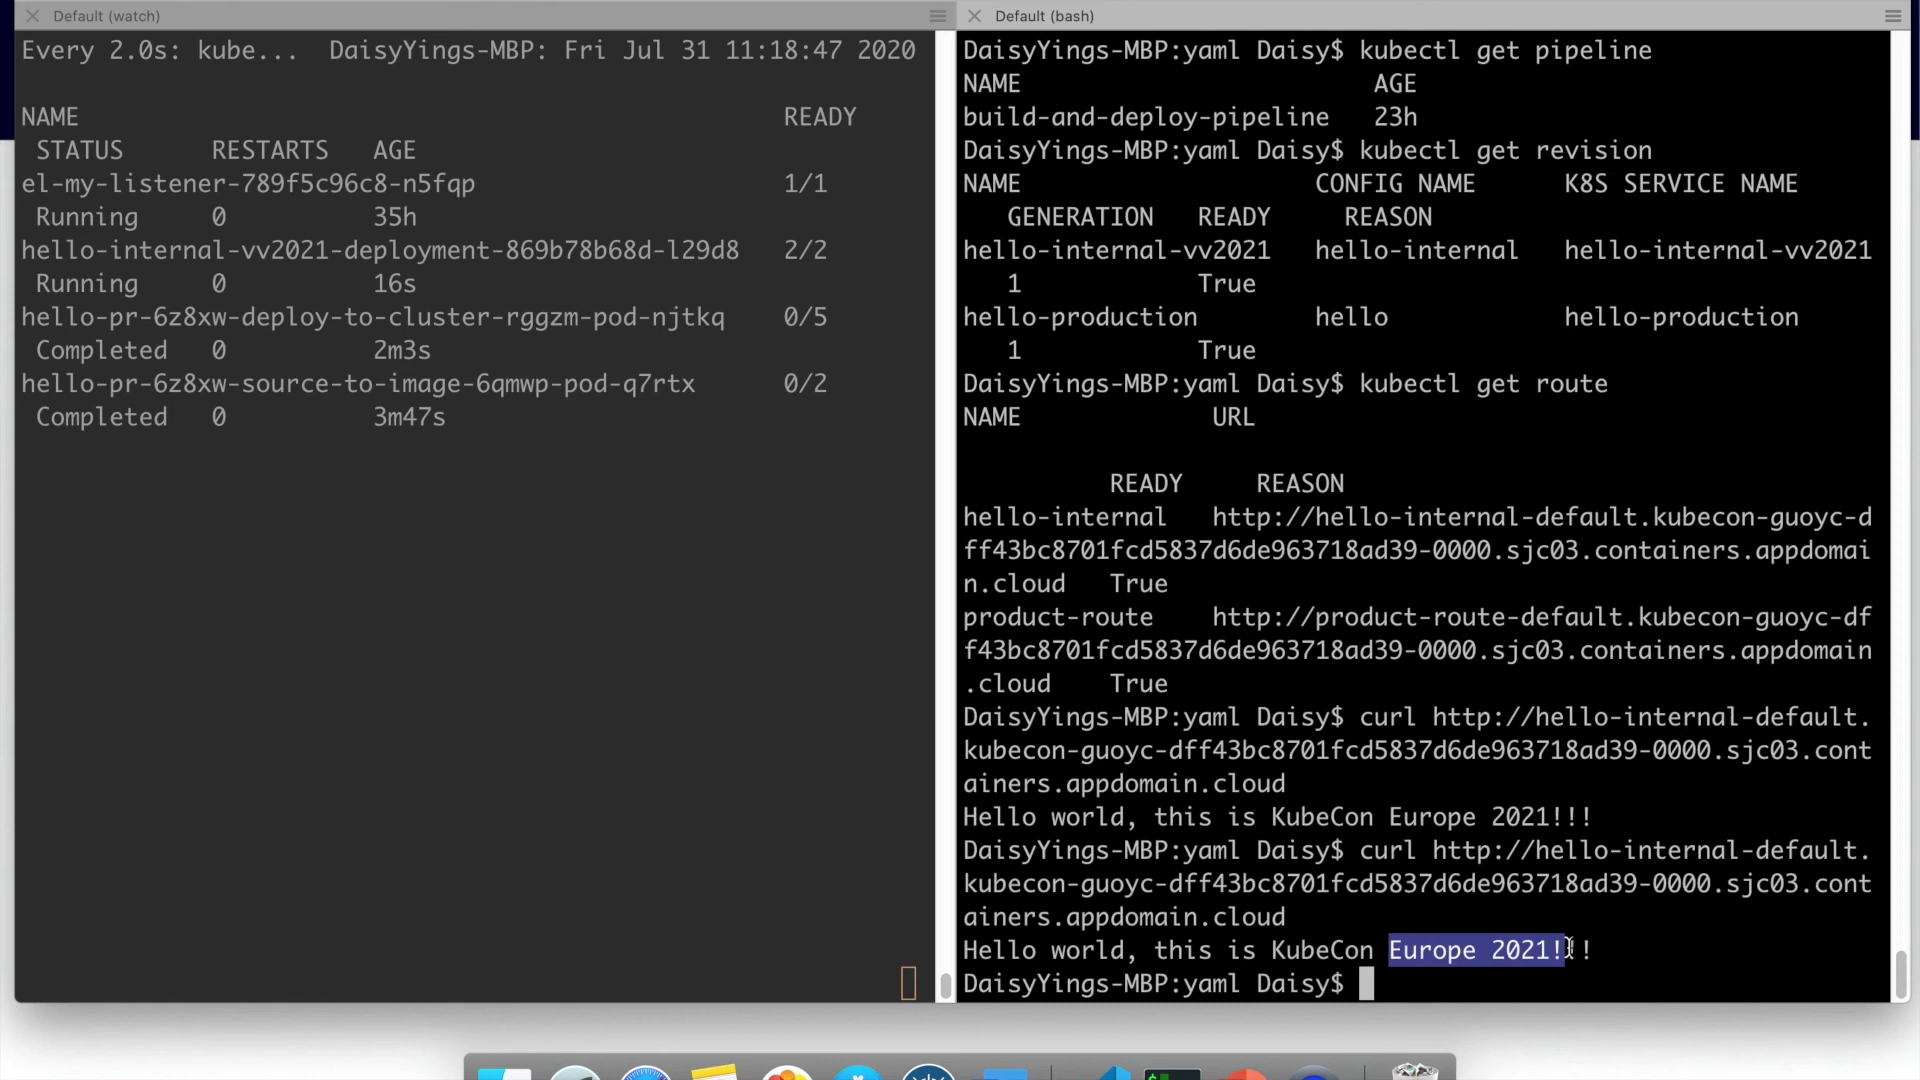 Default (watch)
Every 2.0s: kube...  DaisyYings-MBP: Fri Jul 31 11:18:47 2020
NAME READY
STATUS RESTARTS AGE
el-my-listener-789f5c96c8-n5fqp 1/1
Running 0 35h
hello-internal-vv2021-deployment-869b78b68d-l29d8 2/2
Running 0 16s
hello-pr-6z8xw-deploy-to-cluster-rggzm-pod-njtkq 0/5
Completed 0 2m3s
hello-pr-6z8xw-source-to-image-6qmwp-pod-q7rtx 0/2
Completed 0 3m47s
Default (bash)
DaisyYings-MBP:yaml Daisy$ kubectl get pipeline
NAME AGE
build-and-deploy-pipeline 23h
DaisyYings-MBP:yaml Daisy$ kubectl get revision
NAME CONFIG NAME K8S SERVICE NAME
GENERATION READY REASON
hello-internal-vv2021 hello-internal hello-internal-vv2021
1 True
hello-production hello hello-production
1 True
DaisyYings-MBP:yaml Daisy$ kubectl get route
NAME URL
READY REASON
hello-internal http://hello-internal-default.kubecon-guoyc-d
ff43bc8701fcd5837d6de963718ad39-0000.sjc03.containers.appdomai
n.cloud True
product-route http://product-route-default.kubecon-guoyc-df
f43bc8701fcd5837d6de963718ad39-0000.sjc03.containers.appdomain
.cloud True
DaisyYings-MBP:yaml Daisy$ curl http://hello-internal-default.
kubecon-guoyc-dff43bc8701fcd5837d6de963718ad39-0000.sjc03.cont
ainers.appdomain.cloud
Hello world, this is KubeCon Europe 2021!!!
DaisyYings-MBP:yaml Daisy$ curl http://hello-internal-default.
kubecon-guoyc-dff43bc8701fcd5837d6de963718ad39-0000.sjc03.cont
ainers.appdomain.cloud
Hello world, this is KubeCon Europe 2021!!!
DaisyYings-MBP:yaml Daisy$